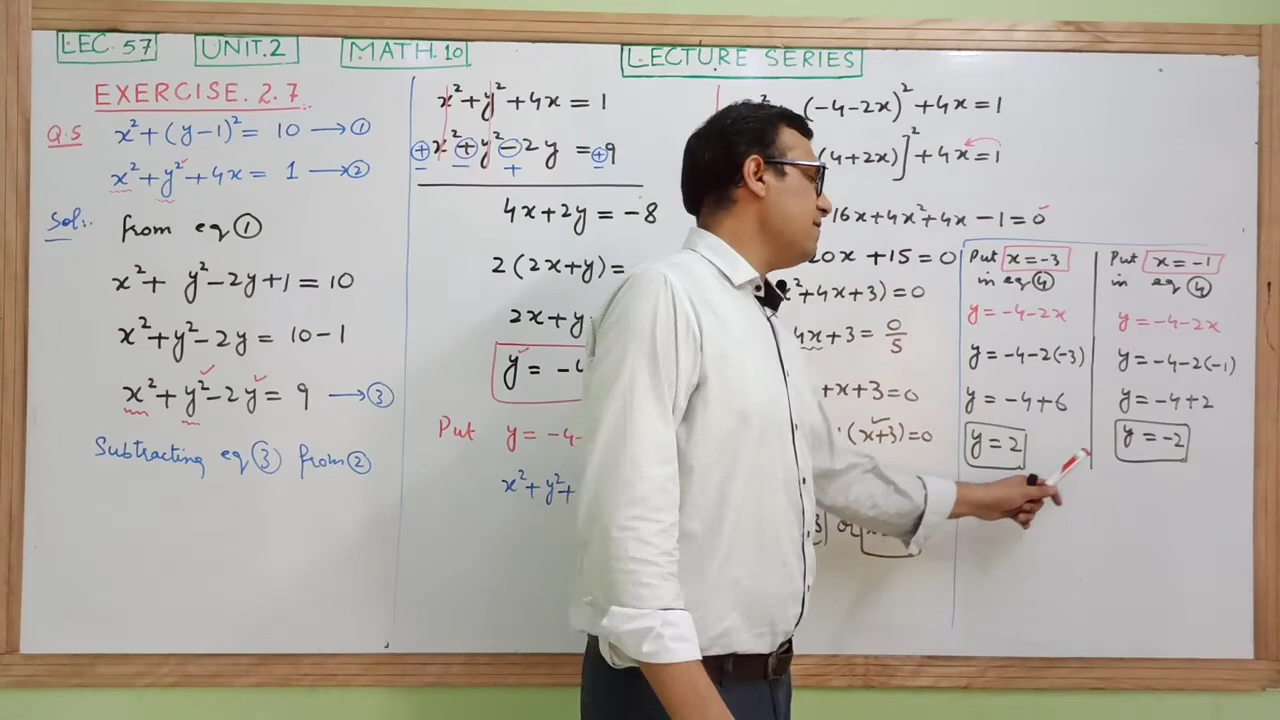 LEC. 57 UNIT.2 MATH.10 LECTURE SERIES
EXERCISE. 2.7
Q.5 x²+(y-1)² = 10 → ①
x²+y²+4x = 1 → ②
Sol:. from eq ①
x²+ y²-2y+1 = 10
x²+y²-2y = 10-1
x²+y²-2y = 9 → ③
Subtracting eq ③ from ②
x²+y²+4x = 1
⊕x²⊕y²⊖2y = ⊕9
− − + −
4x+2y = -8
2(2x+y) =
2x+y
y = -4
Put y = -4-
x²+y²+
(-4-2x)²+4x = 1
(4+2x)]²+4x = 1
16x+4x²+4x-1 = 0
20x+15 = 0
x²+4x+3) = 0
4x+3 = 0/5
+x+3 = 0
(x+3) = 0
or
Put x = -3
in eq ④
y = -4-2x
y = -4-2(-3)
y = -4+6
y = 2
Put x = -1
in eq ④
y = -4-2x
y = -4-2(-1)
y = -4+2
y = -2